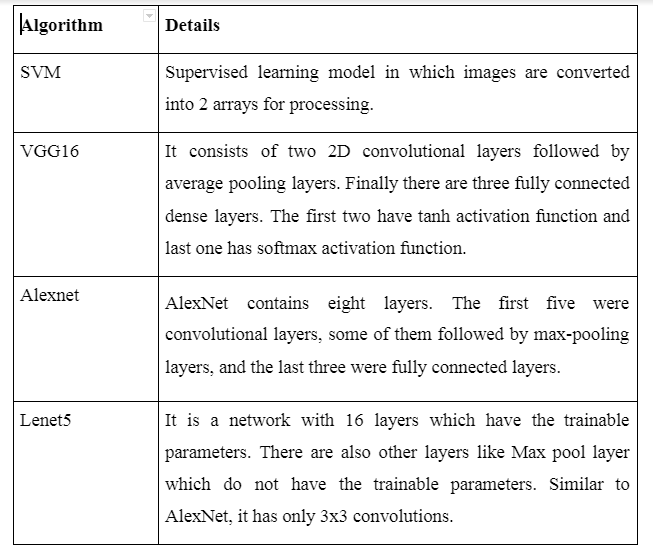 Algorithm Details
SVM Supervised learning model in which images are converted
into 2 arrays for processing.
VGG16 It consists of two 2D convolutional layers followed by
average pooling layers. Finally there are three fully connected
dense layers. The first two have tanh activation function and
last one has softmax activation function.
Alexnet AlexNet contains eight layers. The first five were
convolutional layers, some of them followed by max-pooling
layers, and the last three were fully connected layers.
Lenet5 It is a network with 16 layers which have the trainable
parameters. There are also other layers like Max pool layer
which do not have the trainable parameters. Similar to
AlexNet, it has only 3x3 convolutions.